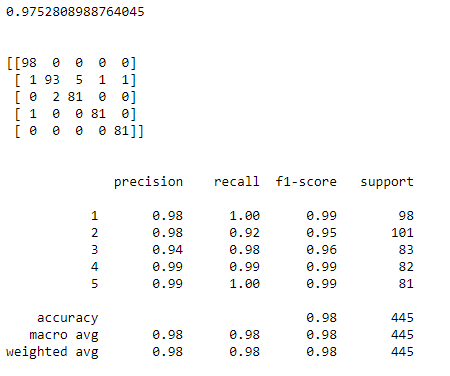 0.9752808988764045
[[98 0 0 0 0]
[ 1 93 5 1 1]
[ 0 2 81 0 0]
[ 1 0 0 81 0]
[ 0 0 0 0 81]]
precision recall f1-score support
1 0.98 1.00 0.99 98
2 0.98 0.92 0.95 101
3 0.94 0.98 0.96 83
4 0.99 0.99 0.99 82
5 0.99 1.00 0.99 81
accuracy 0.98 445
macro avg 0.98 0.98 0.98 445
weighted avg 0.98 0.98 0.98 445